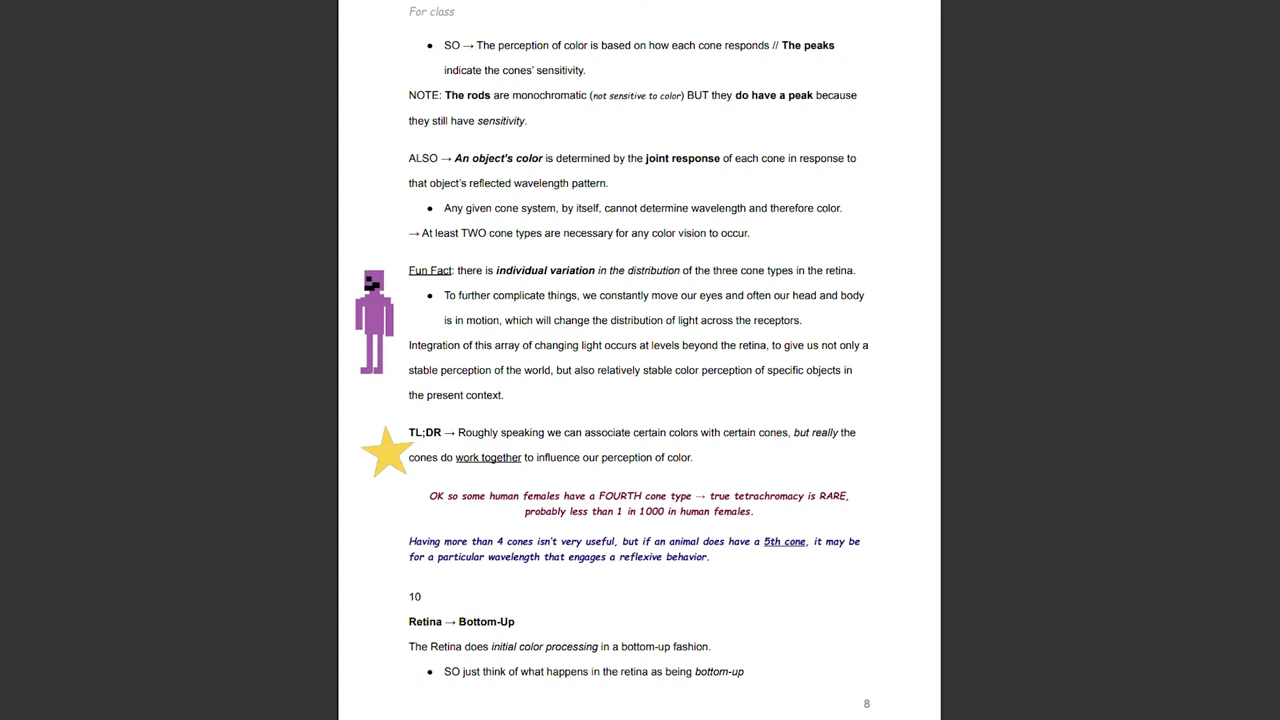 For class
● SO → The perception of color is based on how each cone responds // The peaks
indicate the cones' sensitivity.
NOTE: The rods are monochromatic (not sensitive to color) BUT they do have a peak because
they still have sensitivity.
ALSO → An object's color is determined by the joint response of each cone in response to
that object's reflected wavelength pattern.
● Any given cone system, by itself, cannot determine wavelength and therefore color.
→ At least TWO cone types are necessary for any color vision to occur.
Fun Fact: there is individual variation in the distribution of the three cone types in the retina.
● To further complicate things, we constantly move our eyes and often our head and body
is in motion, which will change the distribution of light across the receptors.
Integration of this array of changing light occurs at levels beyond the retina, to give us not only a
stable perception of the world, but also relatively stable color perception of specific objects in
the present context.
TL;DR → Roughly speaking we can associate certain colors with certain cones, but really the
cones do work together to influence our perception of color.
OK so some human females have a FOURTH cone type → true tetrachromacy is RARE,
probably less than 1 in 1000 in human females.
Having more than 4 cones isn't very useful, but if an animal does have a 5th cone, it may be
for a particular wavelength that engages a reflexive behavior.
10
Retina → Bottom-Up
The Retina does initial color processing in a bottom-up fashion.
● SO just think of what happens in the retina as being bottom-up
8